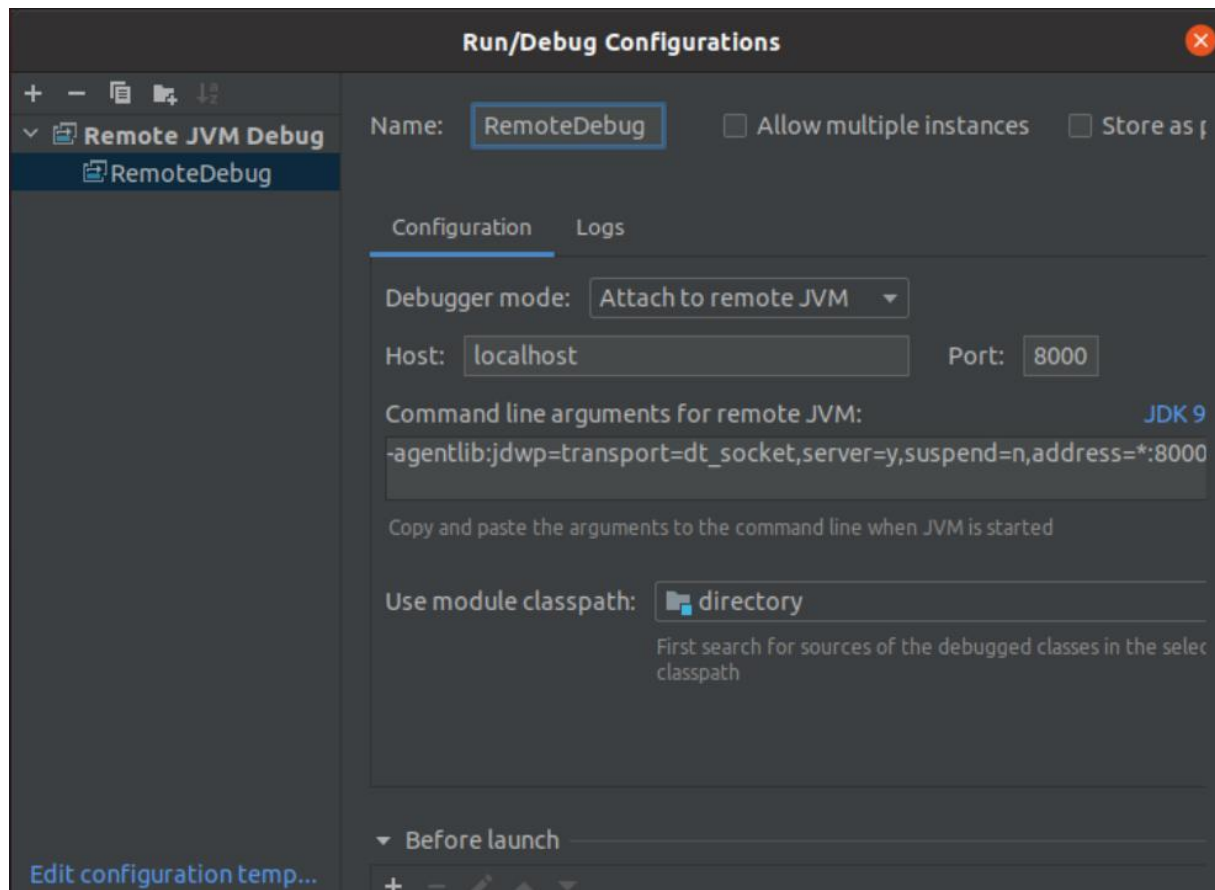 Run/Debug Configurations
Remote JVM Debug
RemoteDebug
Name: RemoteDebug Allow multiple instances Store as p
Configuration Logs
Debugger mode: Attach to remote JVM
Host: localhost Port: 8000
Command line arguments for remote JVM: JDK 9
-agentlib:jdwp=transport=dt_socket,server=y,suspend=n,address=*:8000
Copy and paste the arguments to the command line when JVM is started
Use module classpath: directory
First search for sources of the debugged classes in the selec
classpath
Before launch
Edit configuration temp...